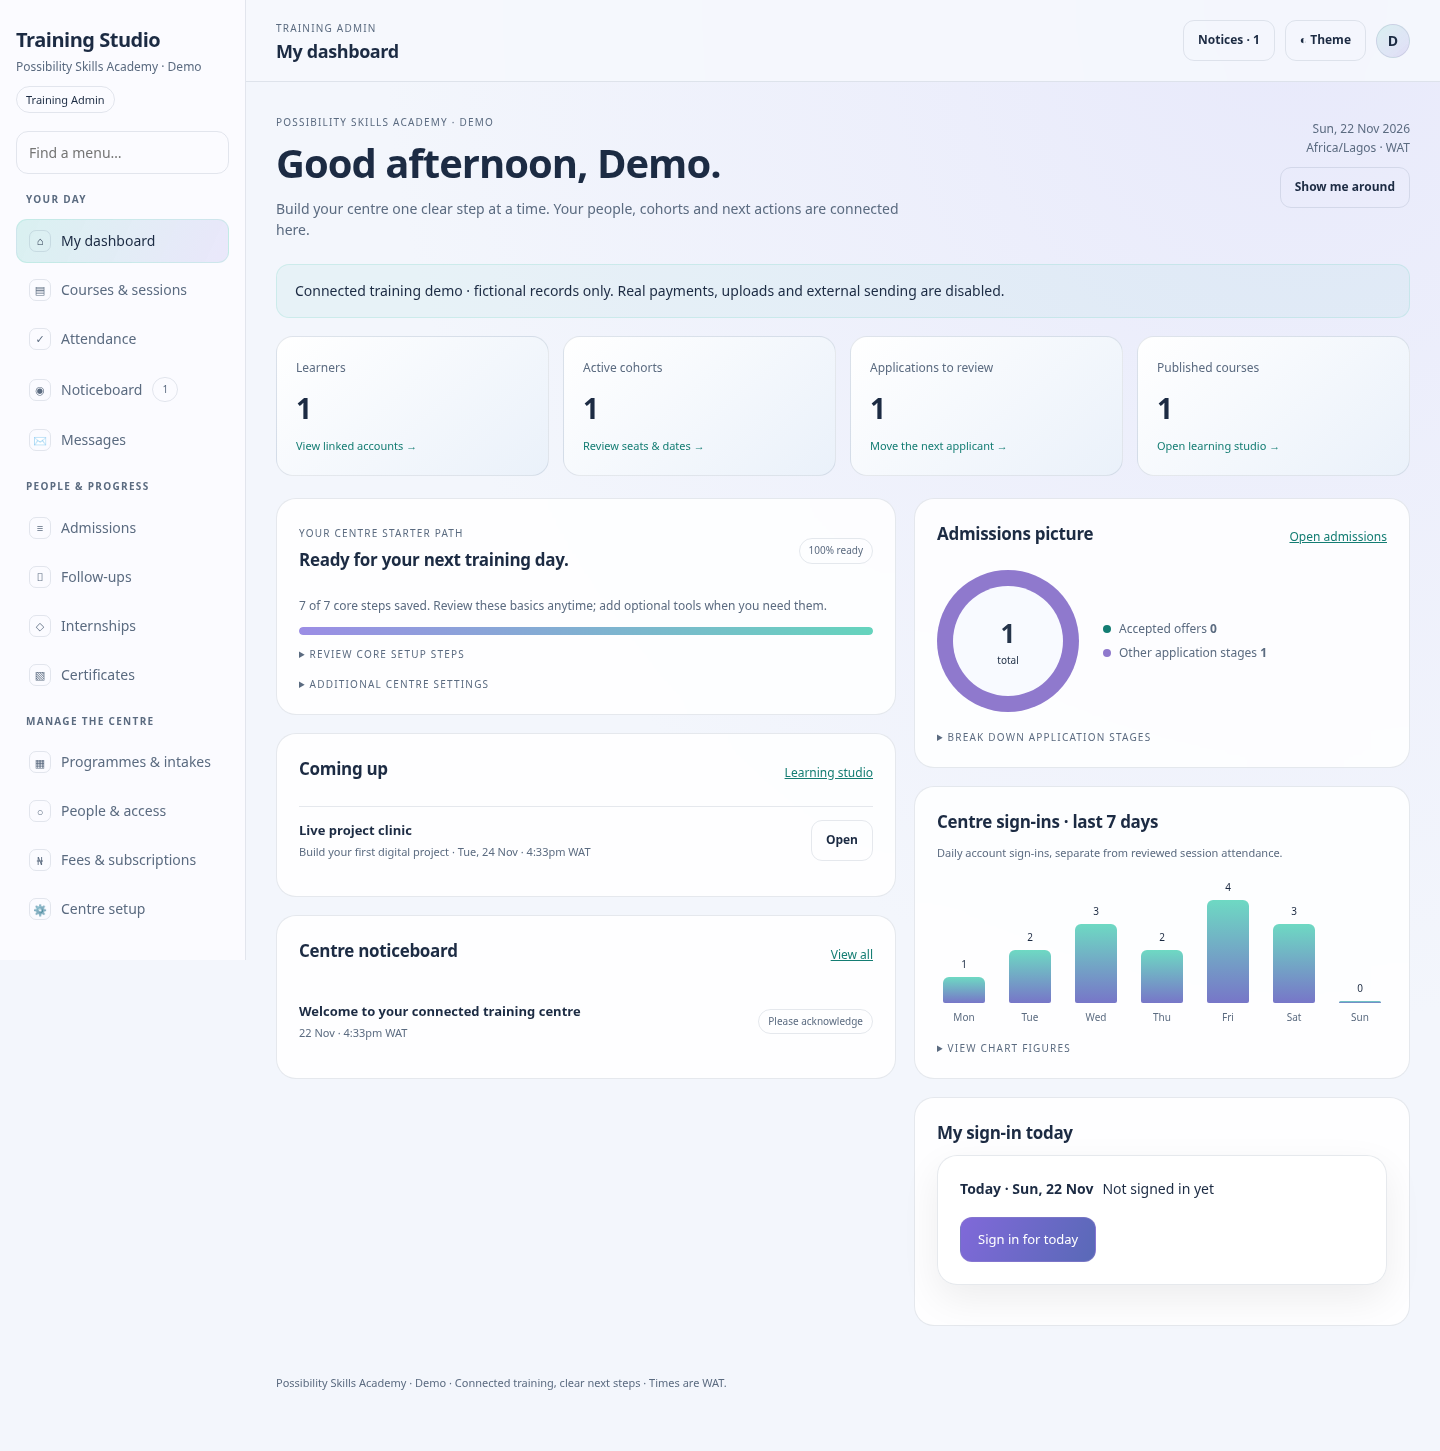 Training Studio
Possibility Skills Academy · Demo
Training Admin
Find a menu...
YOUR DAY
My dashboard
Courses & sessions
Attendance
Noticeboard 1
Messages
PEOPLE & PROGRESS
Admissions
Follow-ups
Internships
Certificates
MANAGE THE CENTRE
Programmes & intakes
People & access
₦ Fees & subscriptions
Centre setup
TRAINING ADMIN
My dashboard
Notices · 1
Theme
D
POSSIBILITY SKILLS ACADEMY · DEMO
Good afternoon, Demo.
Build your centre one clear step at a time. Your people, cohorts and next actions are connected
here.
Sun, 22 Nov 2026
Africa/Lagos · WAT
Show me around
Connected training demo · fictional records only. Real payments, uploads and external sending are disabled.
Learners
1
View linked accounts →
Active cohorts
1
Review seats & dates →
Applications to review
1
Move the next applicant →
Published courses
1
Open learning studio →
YOUR CENTRE STARTER PATH
Ready for your next training day.
100% ready
7 of 7 core steps saved. Review these basics anytime; add optional tools when you need them.
▸ REVIEW CORE SETUP STEPS
▸ ADDITIONAL CENTRE SETTINGS
Coming up
Learning studio
Live project clinic
Build your first digital project · Tue, 24 Nov · 4:33pm WAT
Open
Centre noticeboard
View all
Welcome to your connected training centre
22 Nov · 4:33pm WAT
Please acknowledge
Admissions picture
Open admissions
1
total
Accepted offers 0
Other application stages 1
▸ BREAK DOWN APPLICATION STAGES
Centre sign-ins · last 7 days
Daily account sign-ins, separate from reviewed session attendance.
1 2 3 2 4 3 0
Mon Tue Wed Thu Fri Sat Sun
▸ VIEW CHART FIGURES
My sign-in today
Today · Sun, 22 Nov Not signed in yet
Sign in for today
Possibility Skills Academy · Demo · Connected training, clear next steps · Times are WAT.